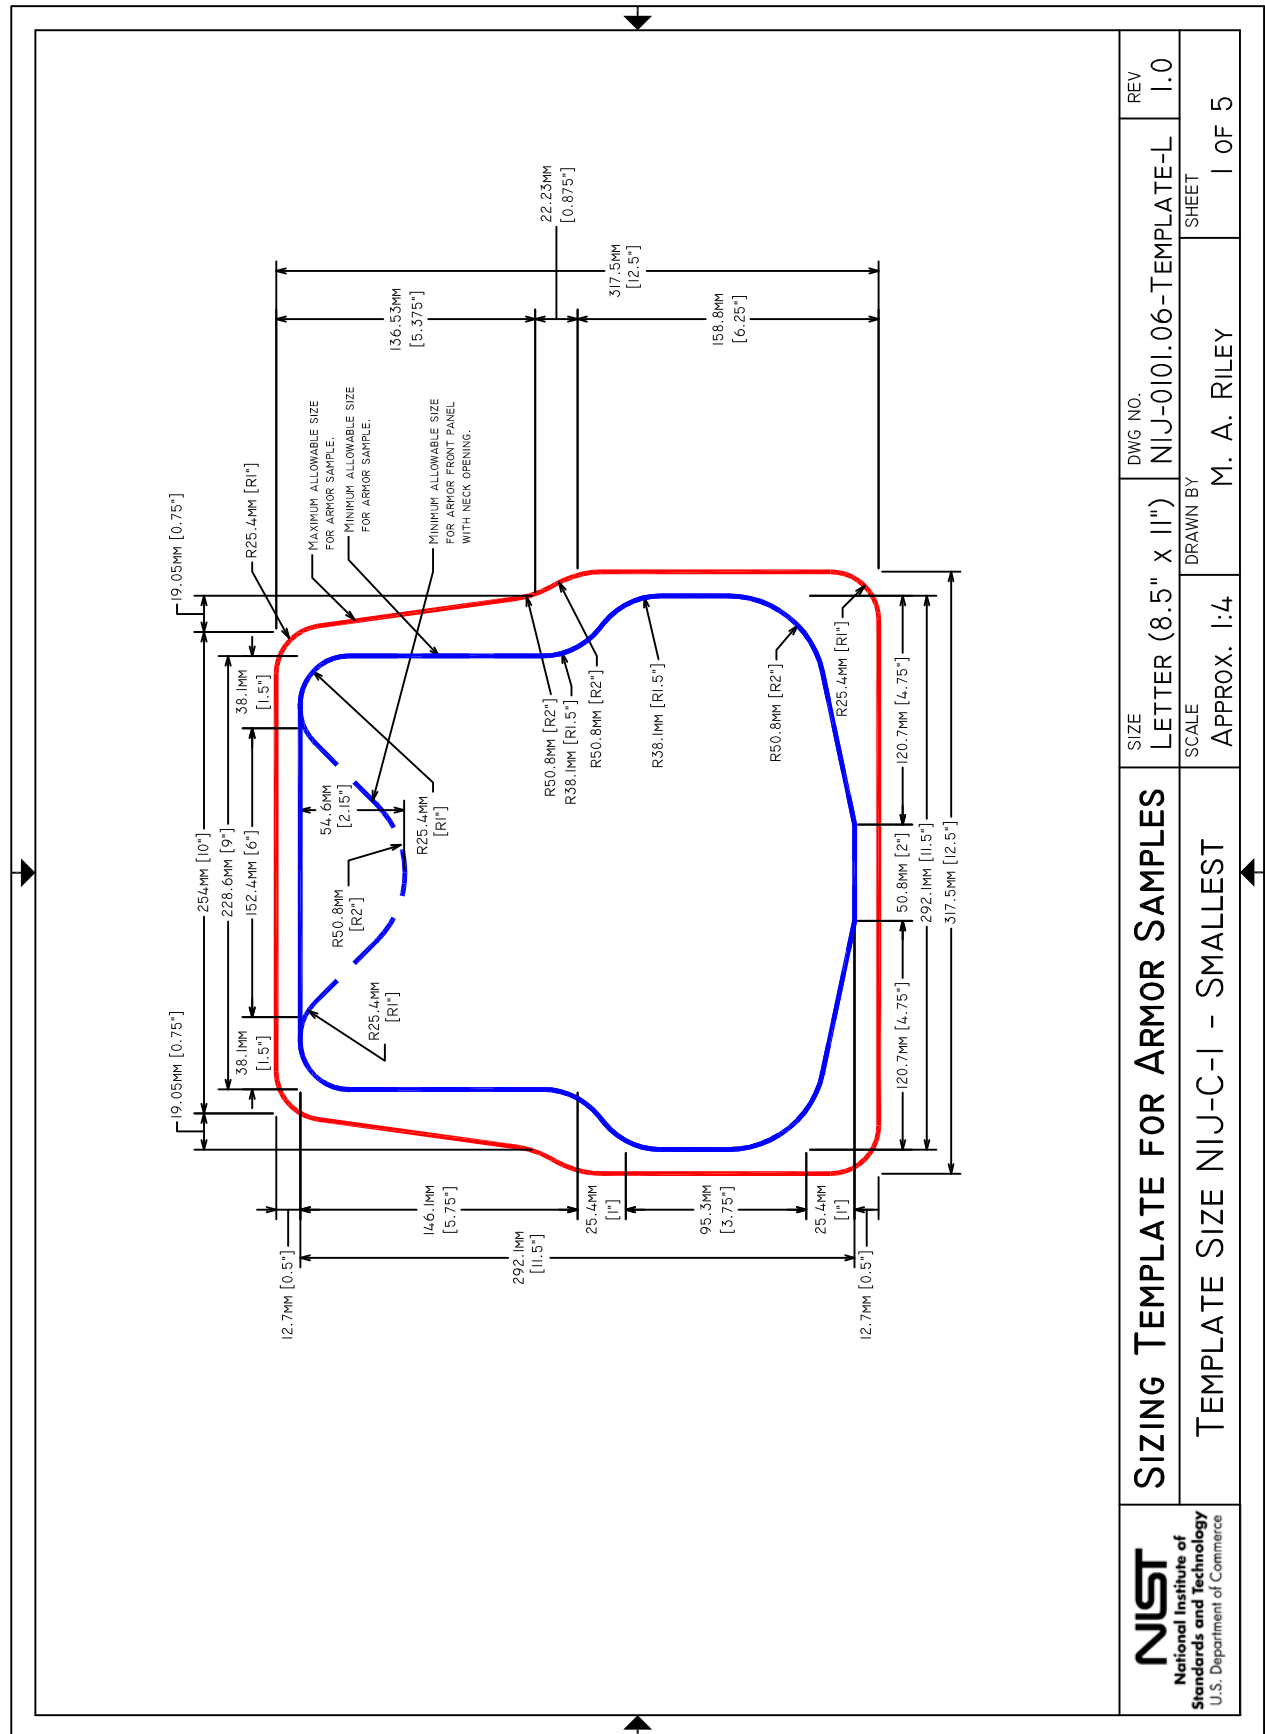 19.05MM [0.75"]
254MM [10"]
19.05MM [0.75"]
228.6MM [9"]
38.1MM
[1.5"]
152.4MM [6"]
38.1MM
[1.5"]
R25.4MM [R1"]
12.7MM [0.5"]
146.1MM
[5.75"]
292.1MM
[11.5"]
25.4MM
[1"]
95.3MM
[3.75"]
25.4MM
[1"]
12.7MM [0.5"]
R25.4MM
[R1"]
R50.8MM
[R2"]
54.6MM
[2.15"]
R25.4MM
[R1"]
MAXIMUM ALLOWABLE SIZE
FOR ARMOR SAMPLE.
MINIMUM ALLOWABLE SIZE
FOR ARMOR SAMPLE.
MINIMUM ALLOWABLE SIZE
FOR ARMOR FRONT PANEL
WITH NECK OPENING.
136.53MM
[5.375"]
22.23MM
[0.875"]
317.5MM
[12.5"]
158.8MM
[6.25"]
R50.8MM [R2"]
R38.1MM [R1.5"]
R50.8MM [R2"]
R38.1MM [R1.5"]
R50.8MM [R2"]
R25.4MM [R1"]
120.7MM [4.75"]
50.8MM [2"]
120.7MM [4.75"]
292.1MM [11.5"]
317.5MM [12.5"]
NIST
National Institute of
Standards and Technology
U.S. Department of Commerce
SIZING TEMPLATE FOR ARMOR SAMPLES
TEMPLATE SIZE NIJ-C-1 - SMALLEST
SIZE
LETTER (8.5" X 11")
DWG NO.
NIJ-0101.06-TEMPLATE-L
REV
1.0
SCALE
APPROX. 1:4
DRAWN BY
M. A. RILEY
SHEET
1 OF 5